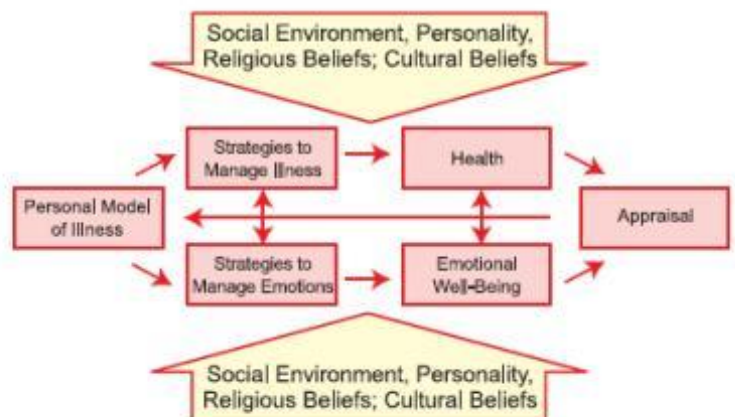 Social Environment, Personality,
Religious Beliefs; Cultural Beliefs
Strategies to
Manage Illness
Health
Personal Model
of Illness
Appraisal
Strategies to
Manage Emotions
Emotional
Well-Being
Social Environment, Personality,
Religious Beliefs; Cultural Beliefs